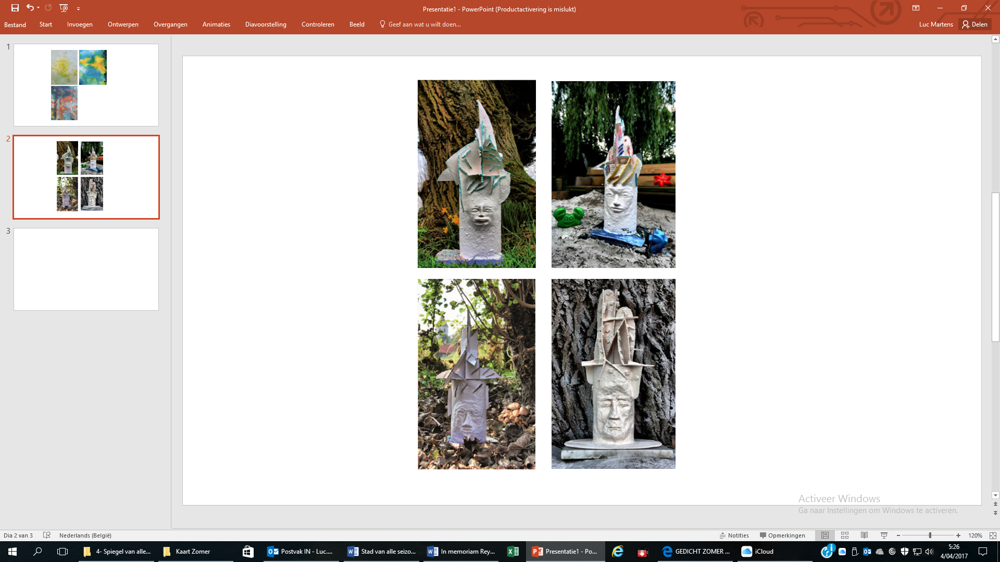 Presentatie1 - PowerPoint (Productactivering is mislukt)
Bestand Start Invoegen Ontwerpen Overgangen Animaties Diavoorstelling Controleren Beeld Geef aan wat u wilt doen... Luc Martens Delen
1
2
3
Activeer Windows
Ga naar Instellingen om Windows te activeren.
Dia 2 van 3 Nederlands (België) Notities Opmerkingen 120%
4- Spiegel van alle... Kaart Zomer Postvak IN - Luc.... Stad van alle seizo... In memoriam Rey... Presentatie1 - Po... GEDICHT ZOMER ... iCloud 5:26
4/04/2017